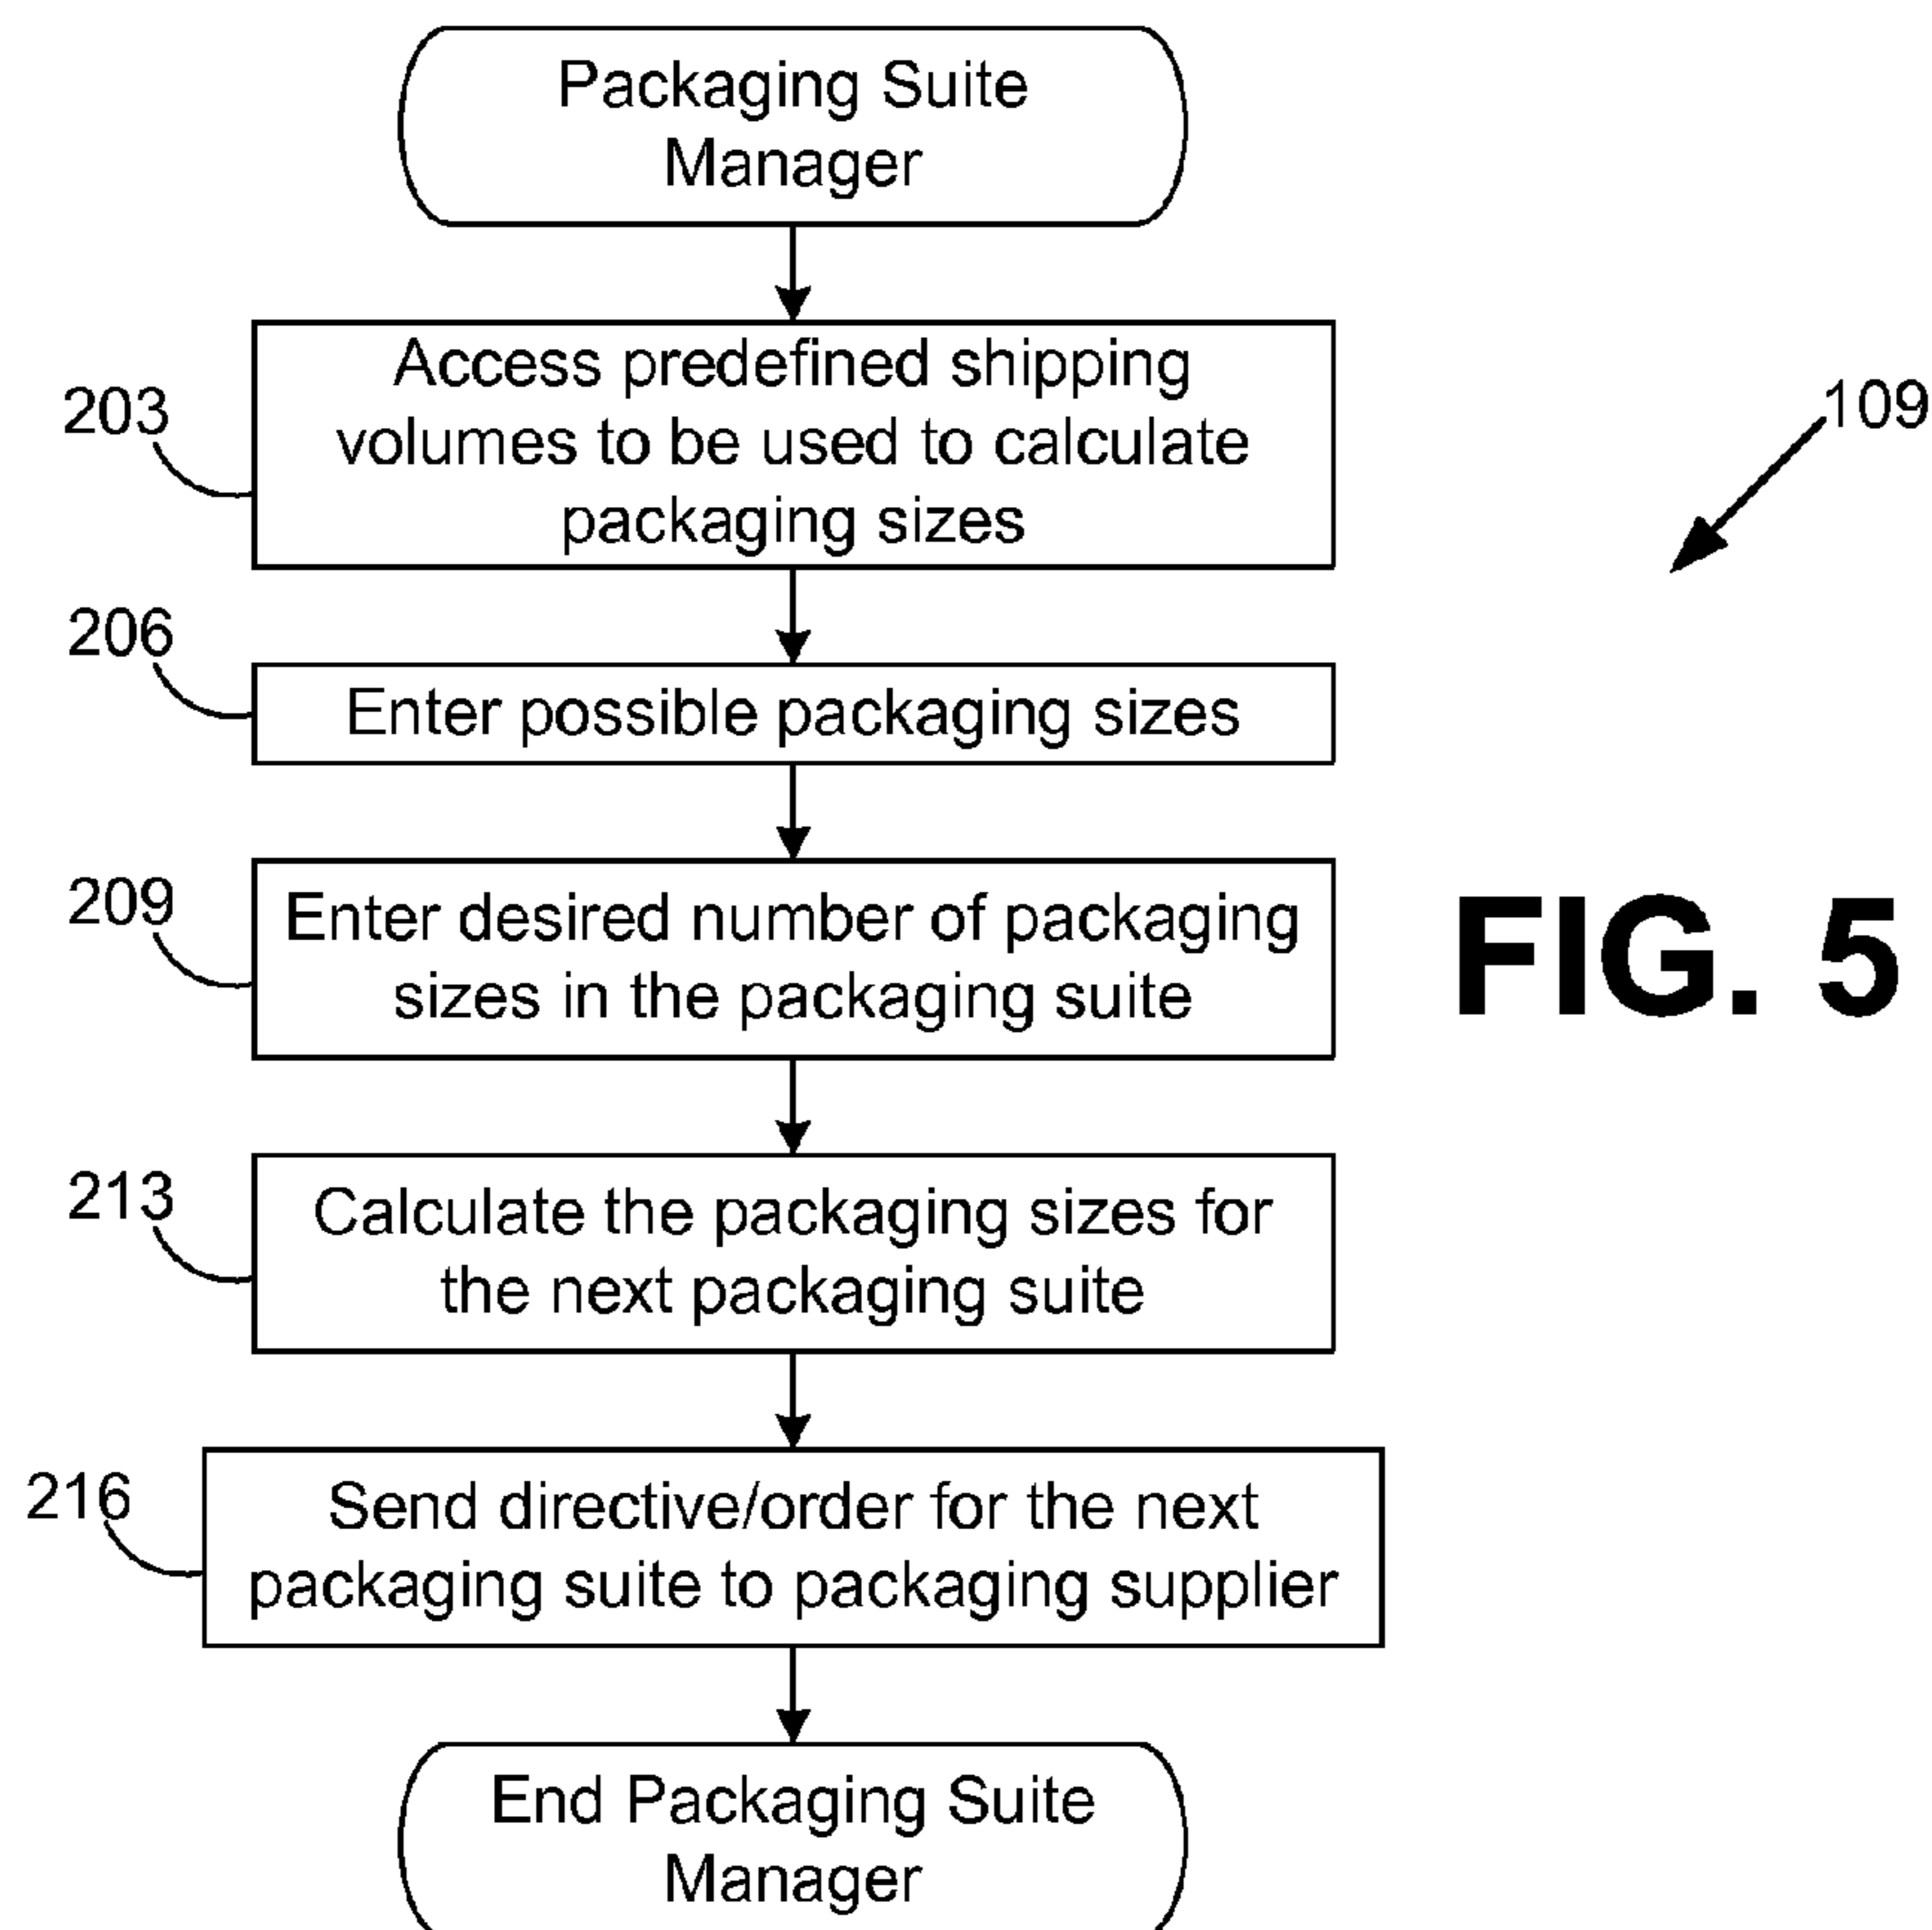 Packaging Suite
Manager
203
Access predefined shipping
volumes to be used to calculate
packaging sizes
109
206
Enter possible packaging sizes
209
Enter desired number of packaging
sizes in the packaging suite
FIG. 5
213
Calculate the packaging sizes for
the next packaging suite
216
Send directive/order for the next
packaging suite to packaging supplier
End Packaging Suite
Manager